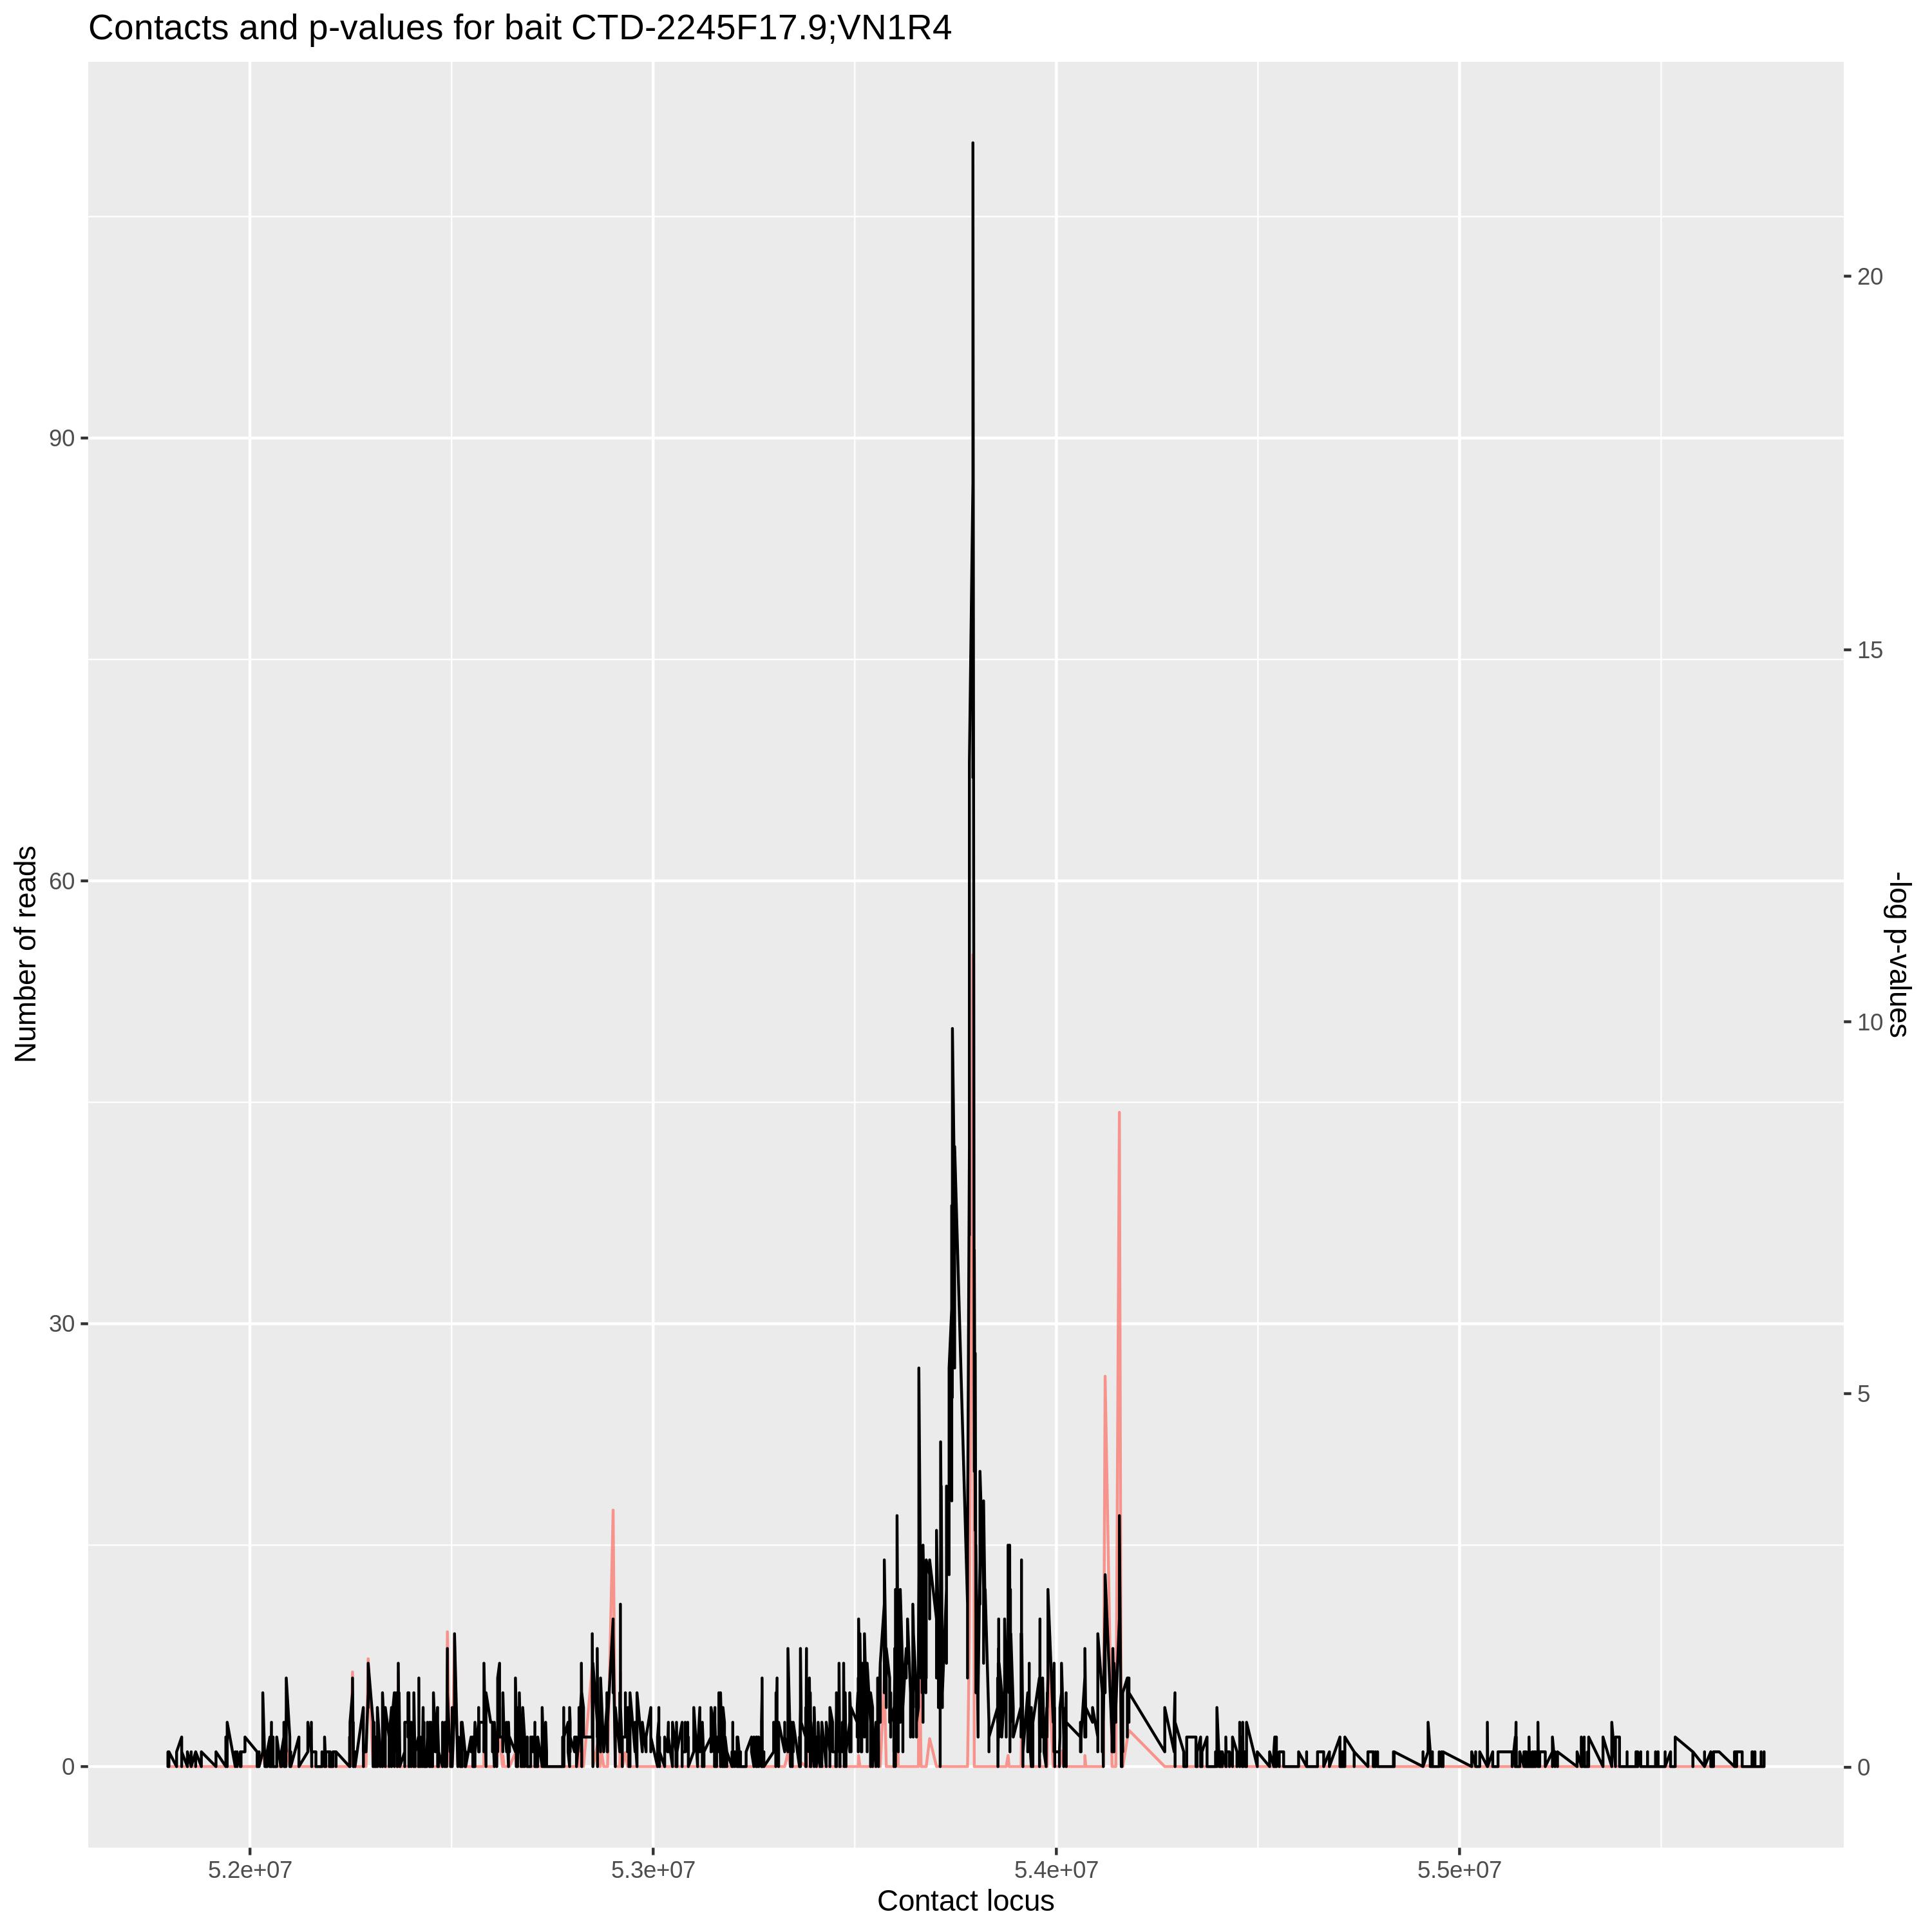 Contacts and p-values for bait CTD-2245F17.9;VN1R4
Number of reads
90
60
30
0
20
15
10
5
0
-log p-values
5.2e+07
5.3e+07
5.4e+07
5.5e+07
Contact locus